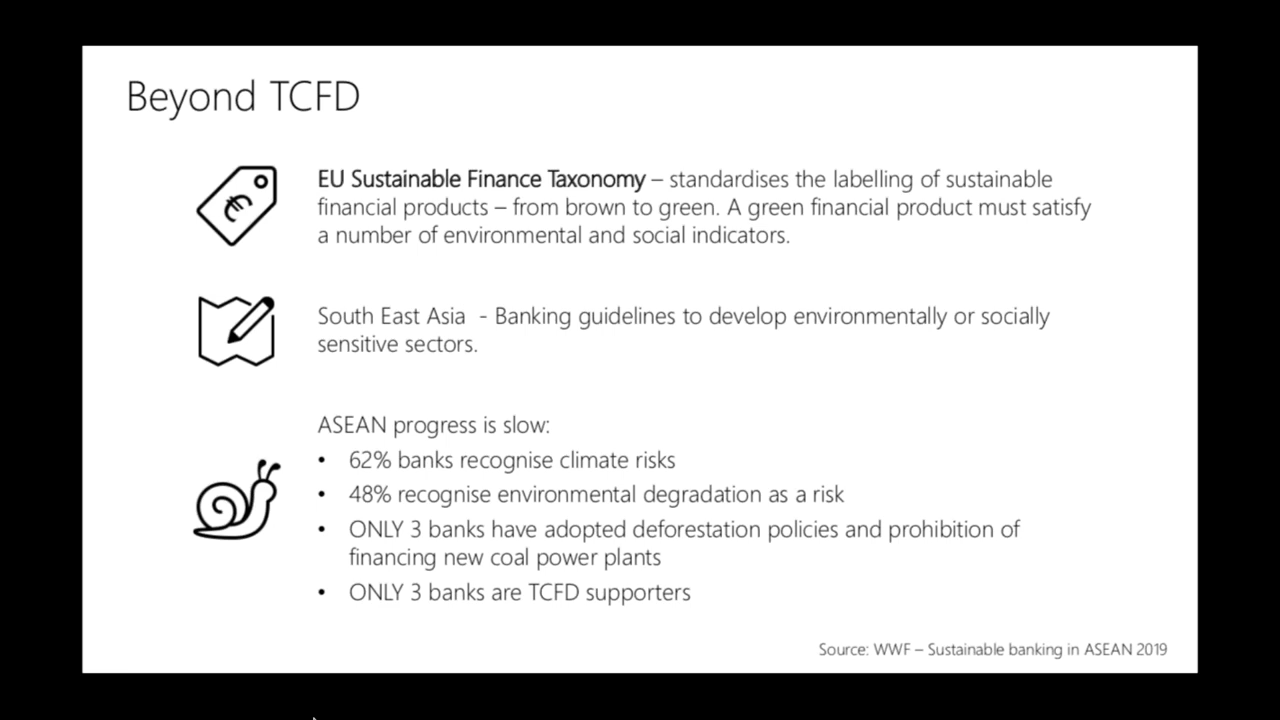 Beyond TCFD
EU Sustainable Finance Taxonomy – standardises the labelling of sustainable
financial products – from brown to green. A green financial product must satisfy
a number of environmental and social indicators.
South East Asia  - Banking guidelines to develop environmentally or socially
sensitive sectors.
ASEAN progress is slow:
• 62% banks recognise climate risks
• 48% recognise environmental degradation as a risk
• ONLY 3 banks have adopted deforestation policies and prohibition of
financing new coal power plants
• ONLY 3 banks are TCFD supporters
Source: WWF – Sustainable banking in ASEAN 2019